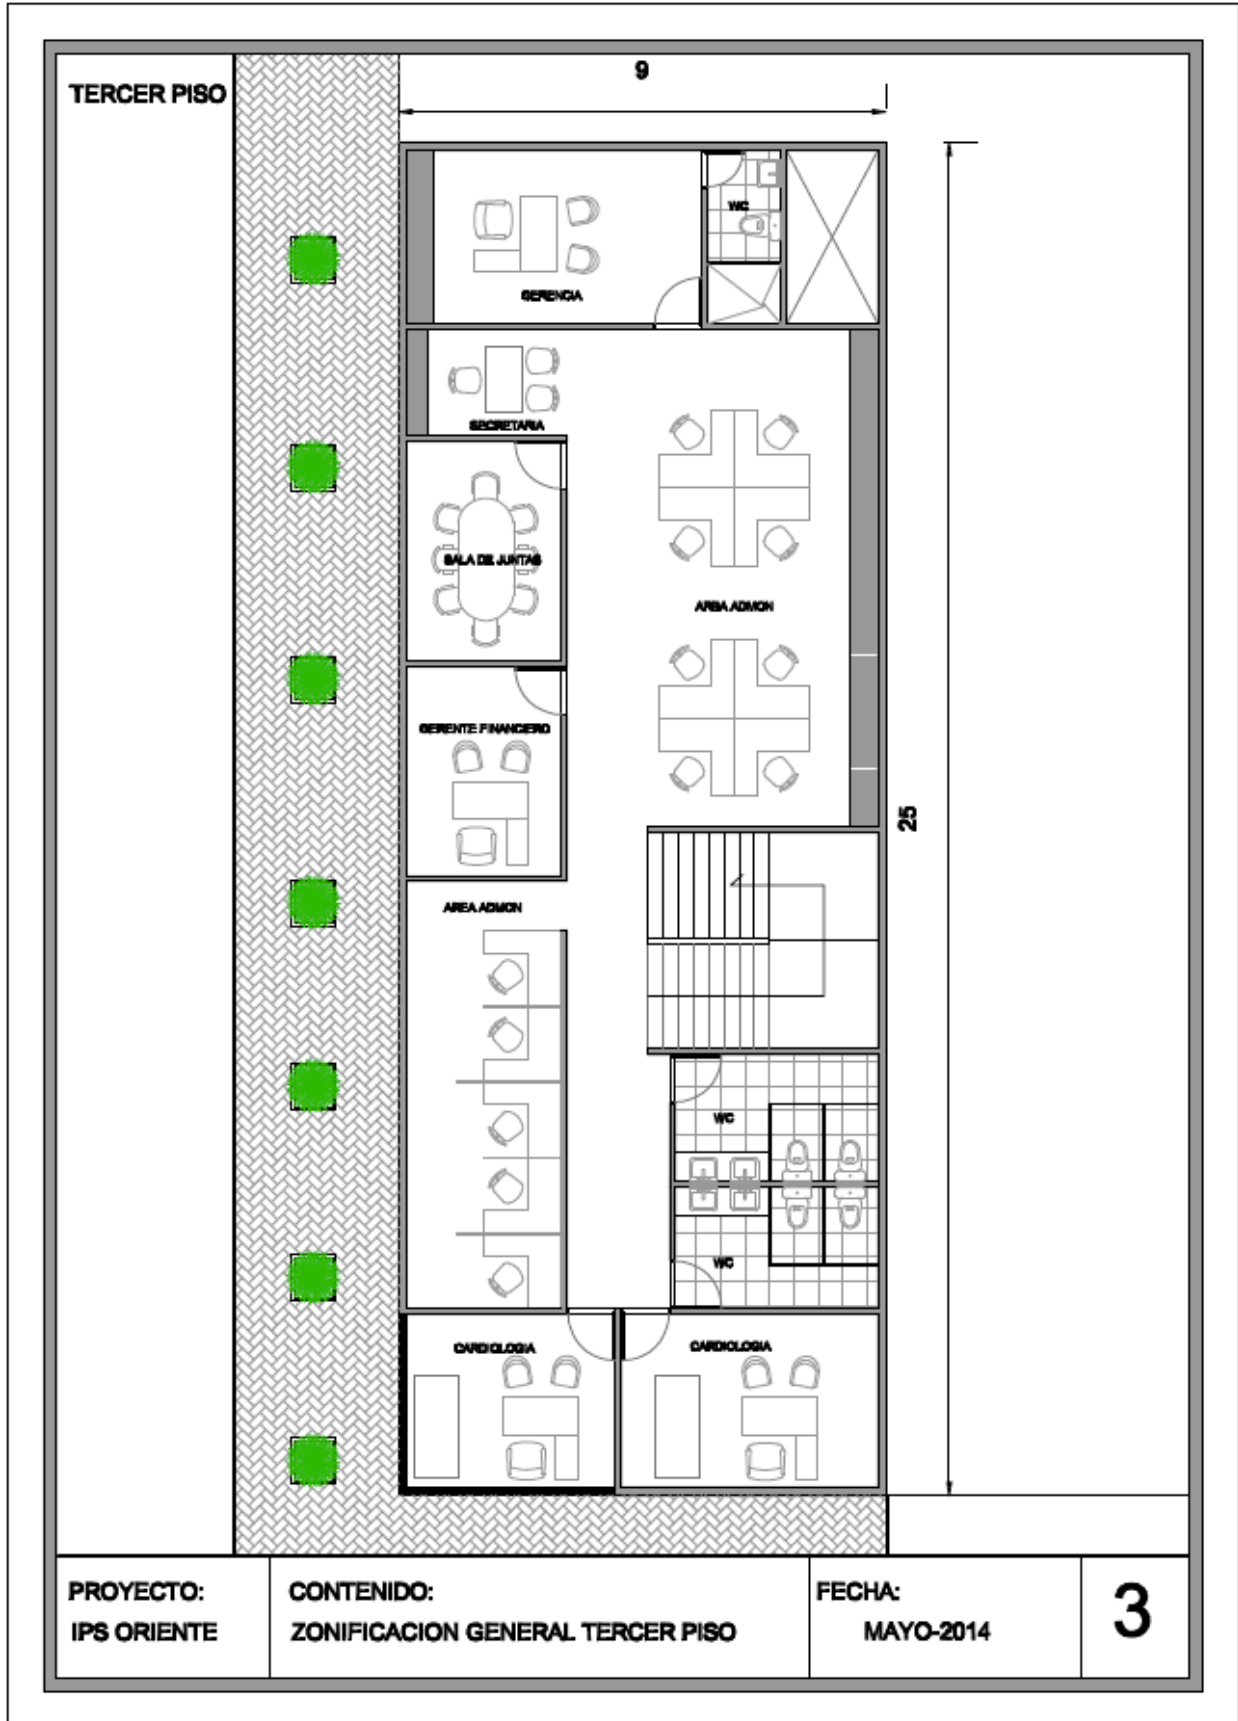 TERCER PISO
9
WC
GERENCIA
SECRETARIA
SALA DE JUNTAS
AREA ADMON
GERENTE FINANCIERO
25
AREA ADMON
WC
WC
CARDIOLOGIA
CARDIOLOGIA
PROYECTO:
IPS ORIENTE
CONTENIDO:
ZONIFICACION GENERAL TERCER PISO
FECHA:
MAYO-2014
3